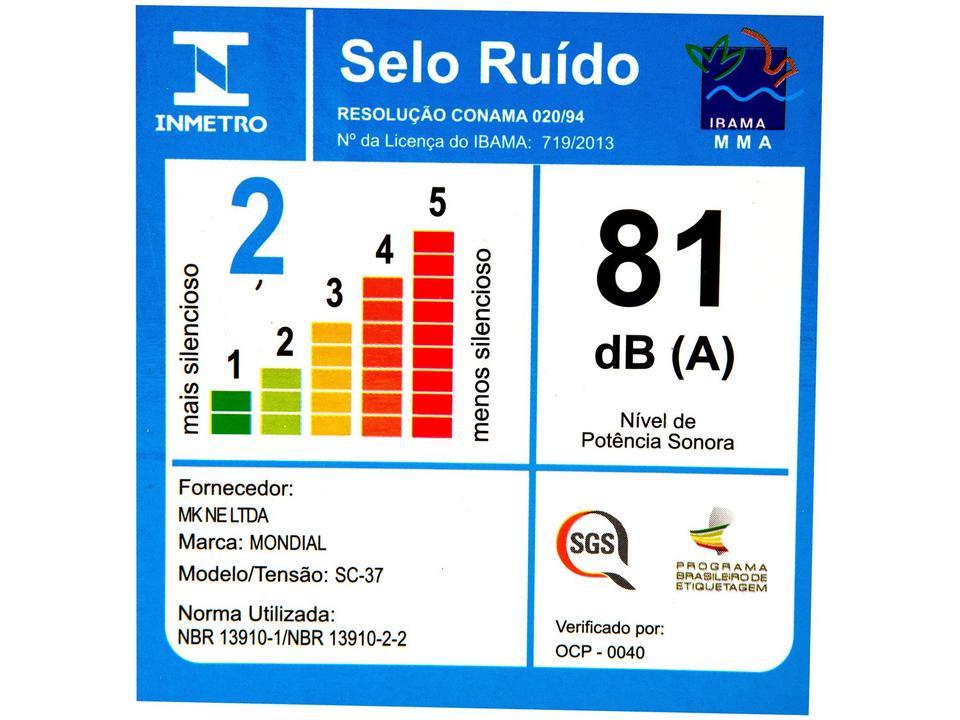 INMETRO
Selo Ruído
RESOLUÇÃO CONAMA 020/94
Nº da Licença do IBAMA: 719/2013
IBAMA
M M A
2
mais silencioso
1
2
3
4
5
menos silencioso
81
dB (A)
Nível de
Potência Sonora
Fornecedor:
MK NE LTDA
Marca: MONDIAL
Modelo/Tensão: SC-37
Norma Utilizada:
NBR 13910-1/NBR 13910-2-2
SGS
PROGRAMA
BRASILEIRO DE
ETIQUETAGEM
Verificado por:
OCP - 0040